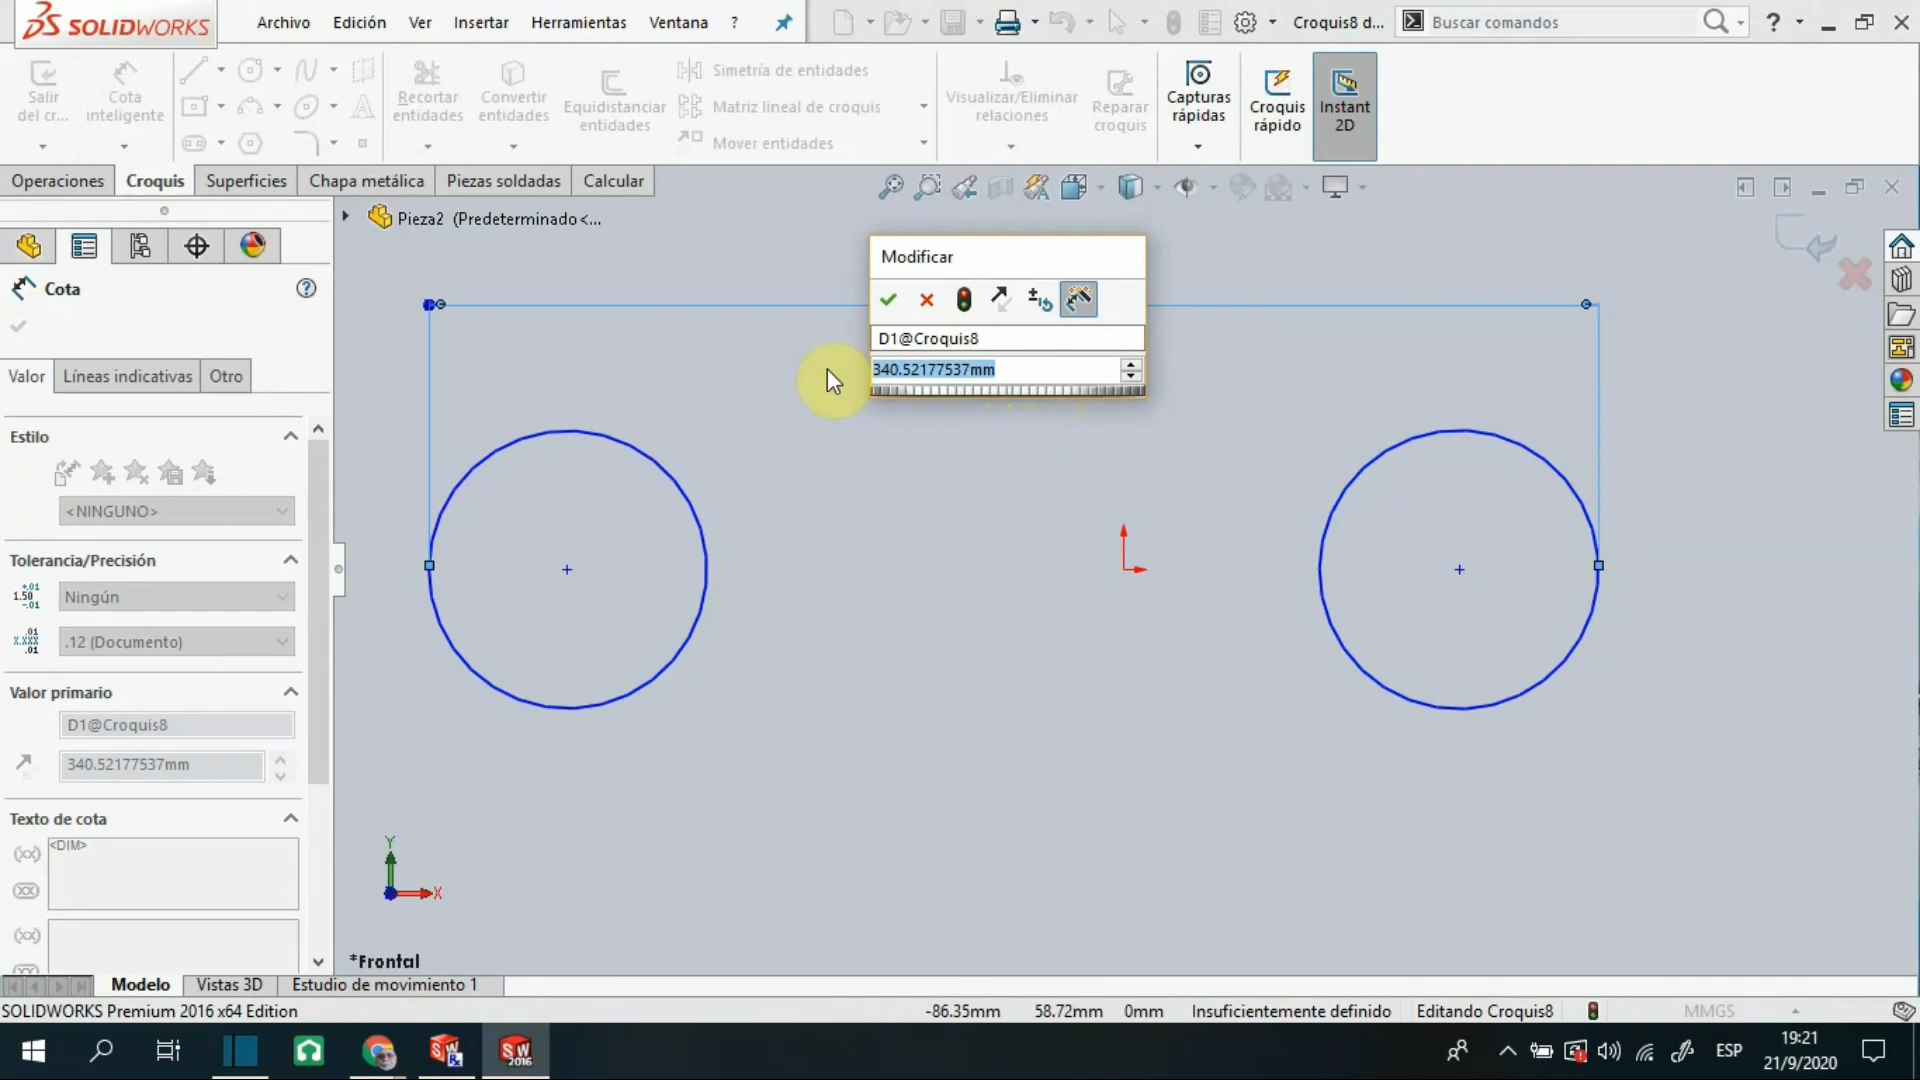 SOLIDWORKS
Archivo
Edición
Ver
Insertar
Herramientas
Ventana
?
Croquis8 d...
Buscar comandos
?
Salir
del cr...
Cota
inteligente
Recortar
entidades
Convertir
entidades
Equidistanciar
entidades
Simetría de entidades
Matriz lineal de croquis
Mover entidades
Visualizar/Eliminar
relaciones
Reparar
croquis
Capturas
rápidas
Croquis
rápido
Instant
2D
Operaciones
Croquis
Superficies
Chapa metálica
Piezas soldadas
Calcular
Pieza2 (Predeterminado<...
Cota
?
Valor
Líneas indicativas
Otro
Estilo
<NINGUNO>
Tolerancia/Precisión
Ningún
.12 (Documento)
Valor primario
D1@Croquis8
340.52177537mm
Texto de cota
<DIM>
Modificar
D1@Croquis8
340.52177537mm
Y
X
*Frontal
Modelo
Vistas 3D
Estudio de movimiento 1
SOLIDWORKS Premium 2016 x64 Edition
-86.35mm
58.72mm
0mm
Insuficientemente definido
Editando Croquis8
MMGS
ESP
19:21
21/9/2020